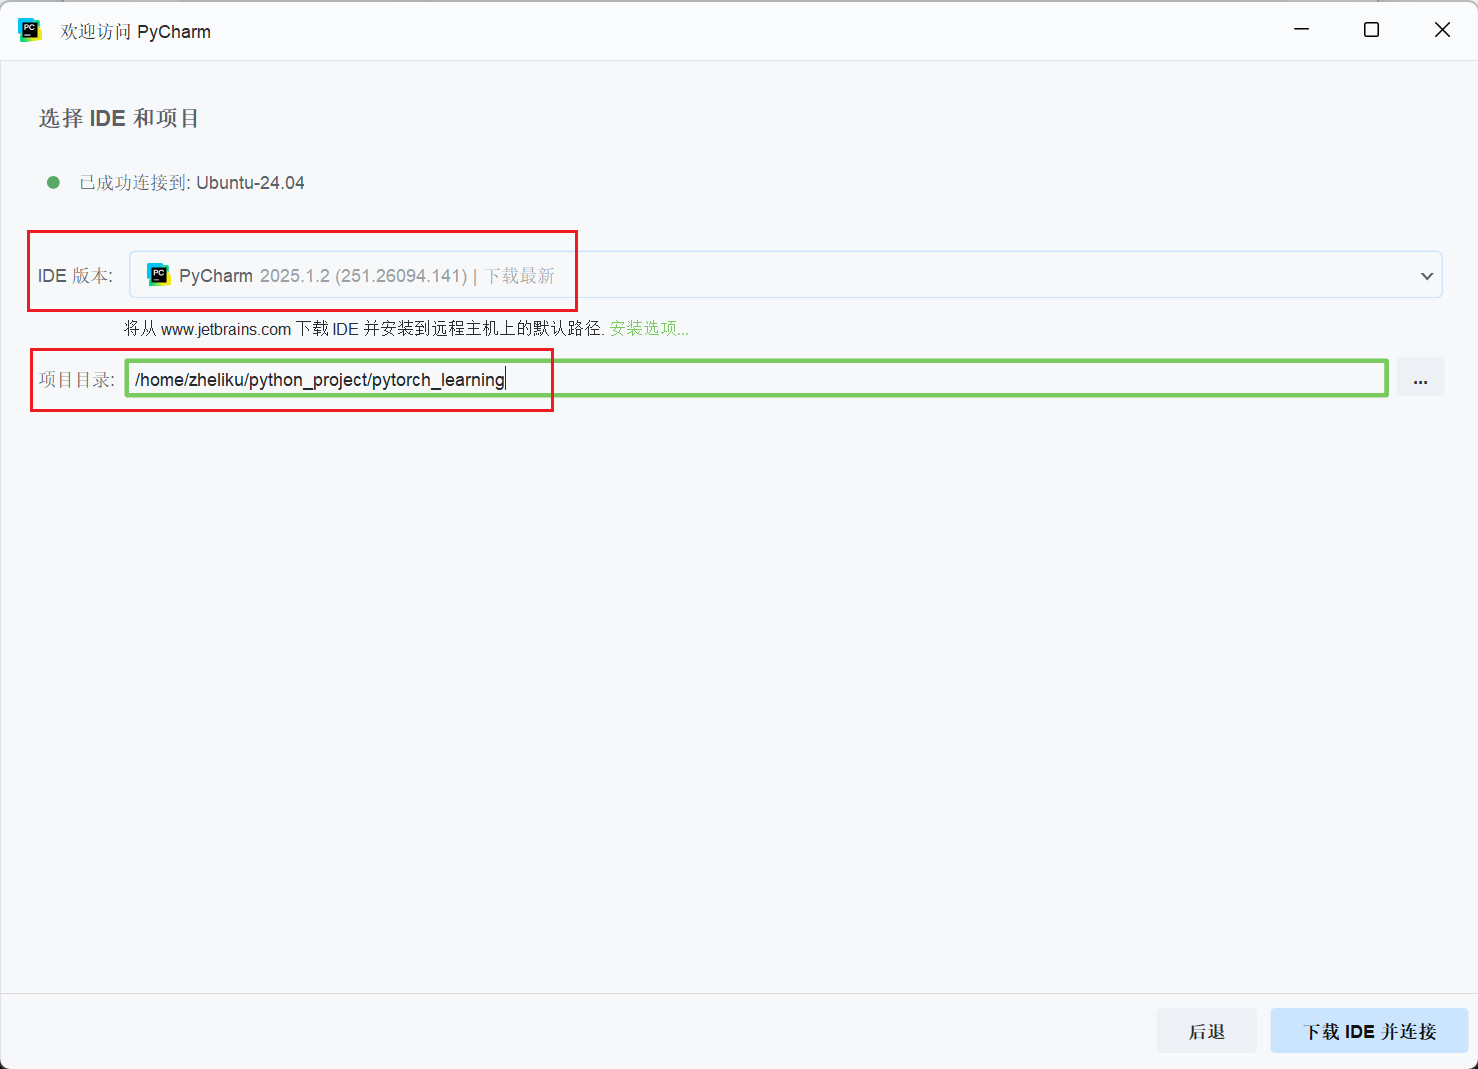 欢迎访问 PyCharm
选择 IDE 和项目
已成功连接到: Ubuntu-24.04
IDE 版本: PyCharm 2025.1.2 (251.26094.141) | 下载最新
将从 www.jetbrains.com 下载 IDE 并安装到远程主机上的默认路径. 安装选项...
项目目录: /home/zheliku/python_project/pytorch_learning ...
后退 下载 IDE 并连接